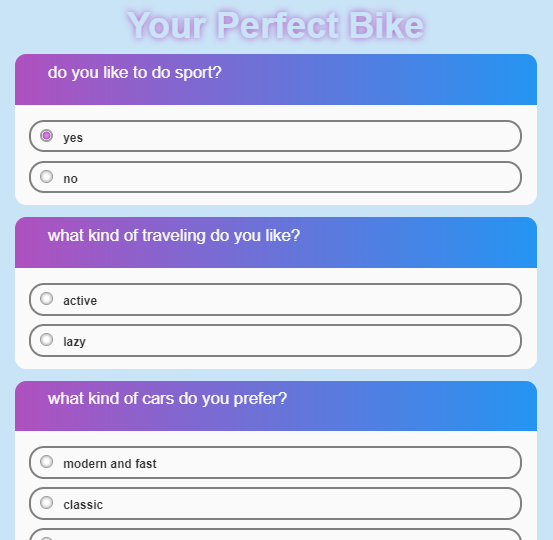 Your Perfect Bike
do you like to do sport?
yes
no
what kind of traveling do you like?
active
lazy
what kind of cars do you prefer?
modern and fast
classic